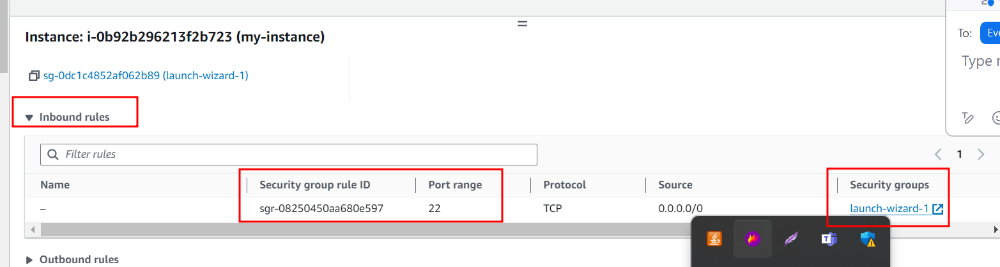 Instance: i-0b92b296213f2b723 (my-instance)
To: Eve
sg-0dc1c4852af062b89 (launch-wizard-1)
Type
Inbound rules
Filter rules
1
Name Security group rule ID Port range Protocol Source Security groups
– sgr-08250450aa680e597 22 TCP 0.0.0.0/0 launch-wizard-1
Outbound rules